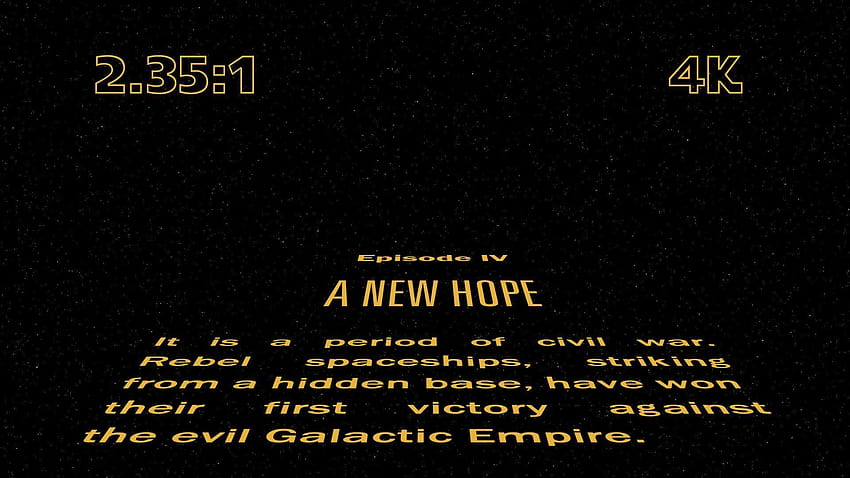 2.35:1
4K
Episode IV
A NEW HOPE
It is a period of civil war.
Rebel spaceships, striking
from a hidden base, have won
their first victory against
the evil Galactic Empire.